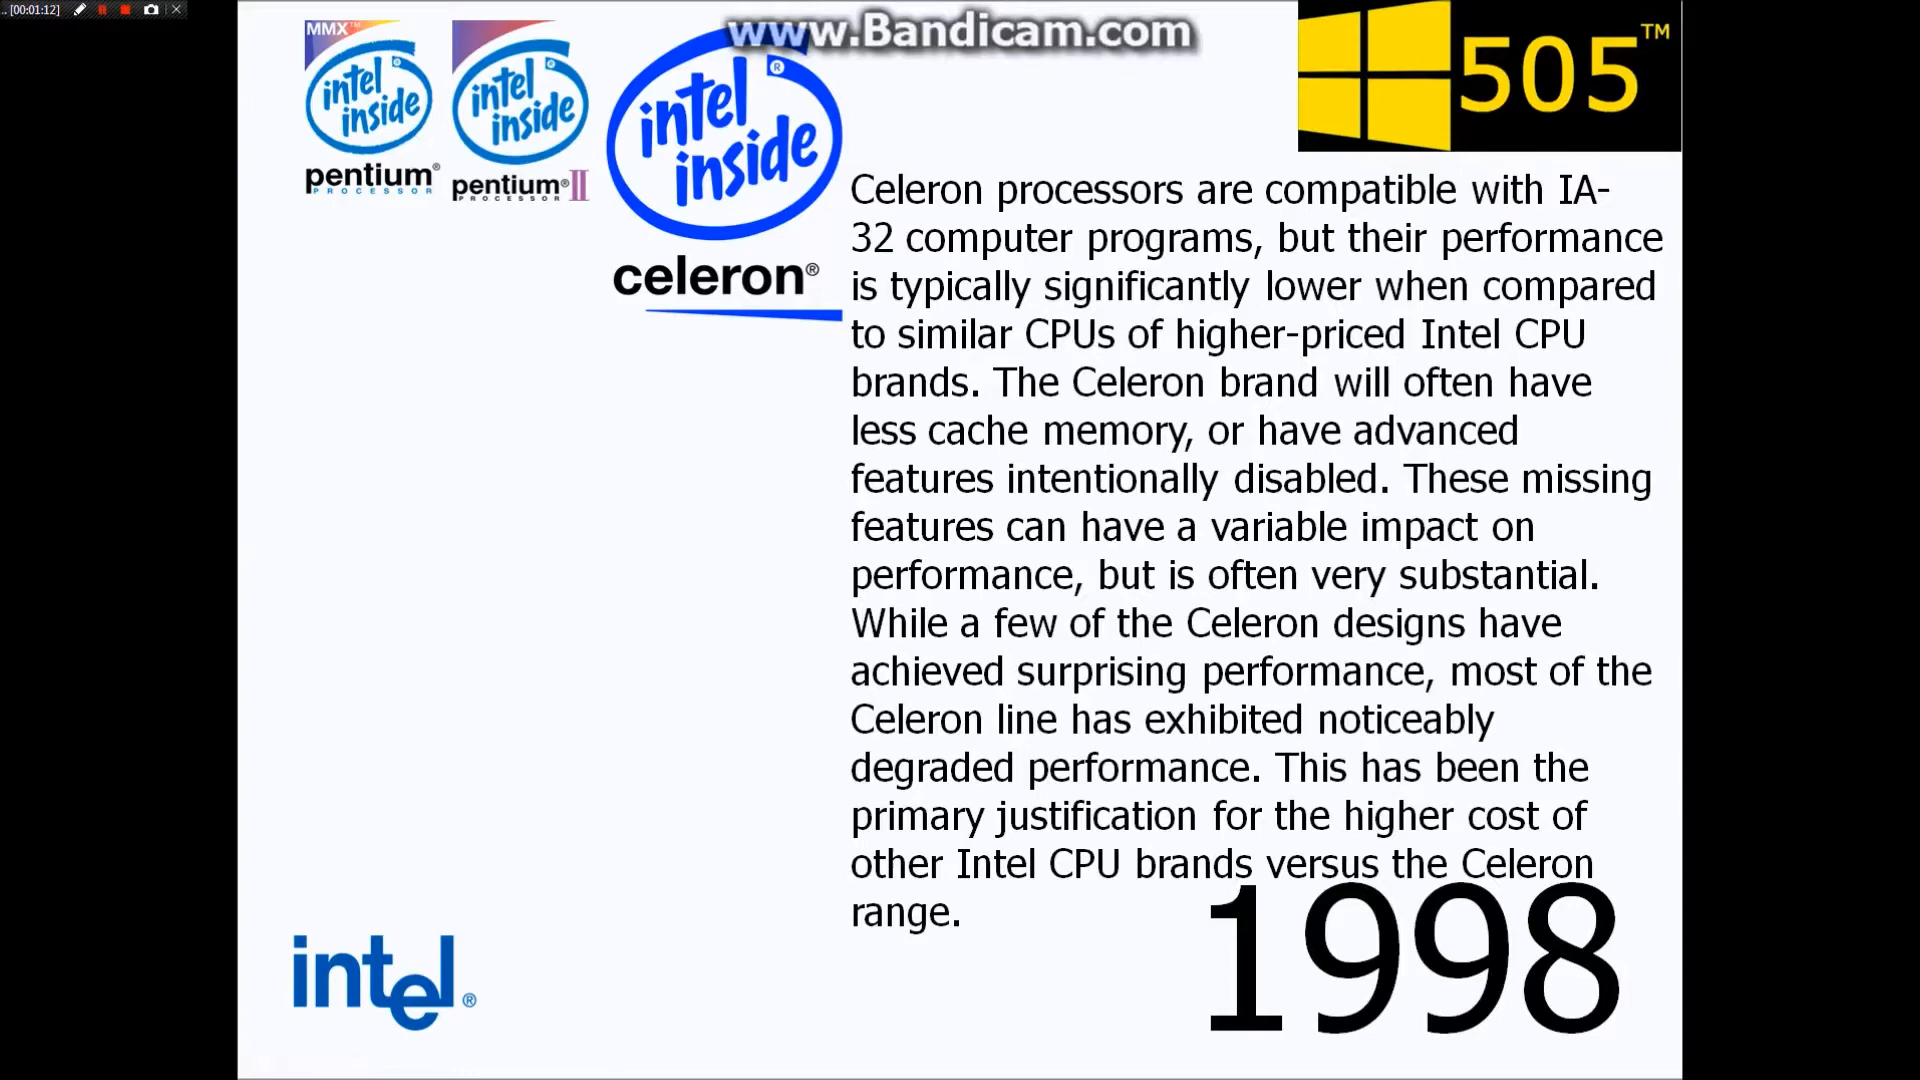 .. [00:01:12]
www.Bandicam.com
MMX™
intel® inside
pentium®
PROCESSOR
intel® inside
pentium®II
PROCESSOR
intel® inside
celeron®
505™
Celeron processors are compatible with IA-
32 computer programs, but their performance
is typically significantly lower when compared
to similar CPUs of higher-priced Intel CPU
brands. The Celeron brand will often have
less cache memory, or have advanced
features intentionally disabled. These missing
features can have a variable impact on
performance, but is often very substantial.
While a few of the Celeron designs have
achieved surprising performance, most of the
Celeron line has exhibited noticeably
degraded performance. This has been the
primary justification for the higher cost of
other Intel CPU brands versus the Celeron
range.
1998
intel®